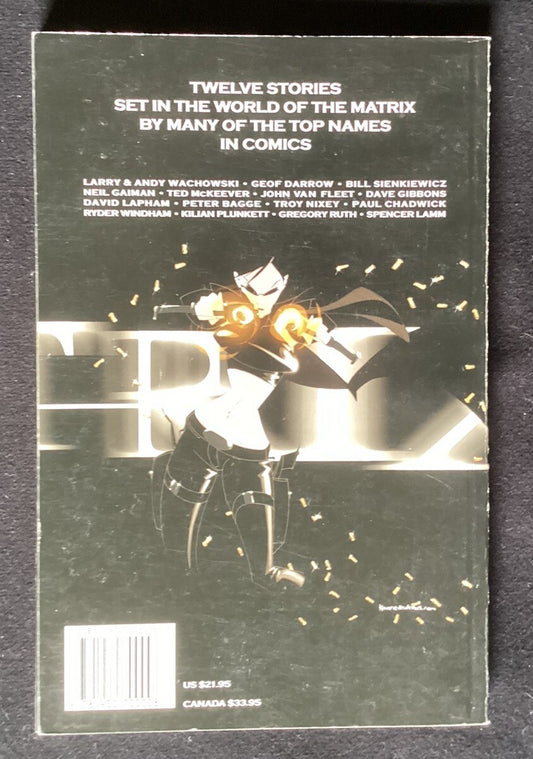 TWELVE STORIES
SET IN THE WORLD OF THE MATRIX
BY MANY OF THE TOP NAMES
IN COMICS
LARRY & ANDY WACHOWSKI • GEOF DARROW • BILL SIENKIEWICZ
NEIL GAIMAN • TED McKEEVER • JOHN VAN FLEET • DAVE GIBBONS
DAVID LAPHAM • PETER BAGGE • TROY NIXEY • PAUL CHADWICK
RYDER WINDHAM • KILIAN PLUNKETT • GREGORY RUTH • SPENCER LAMM
TRIX
US $21.95
CANADA $33.95